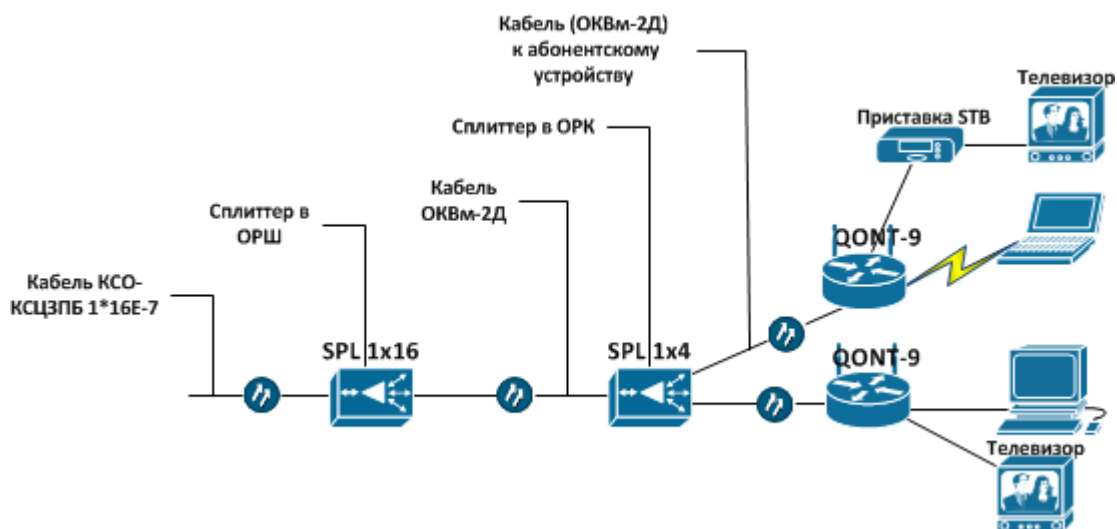 Кабель (ОКВм-2Д)
к абонентскому
устройству
Телевизор
Приставка STB
Сплиттер в ОРК
Кабель
ОКВм-2Д
Сплиттер в
ОРШ
QONT-9
Кабель КСО-
КСЦЗПБ 1*16E-7
SPL 1x16
SPL 1x4
QONT-9
Телевизор